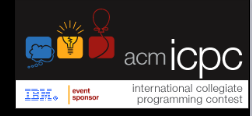 acm icpc
IBM. event sponsor
international collegiate
programming contest